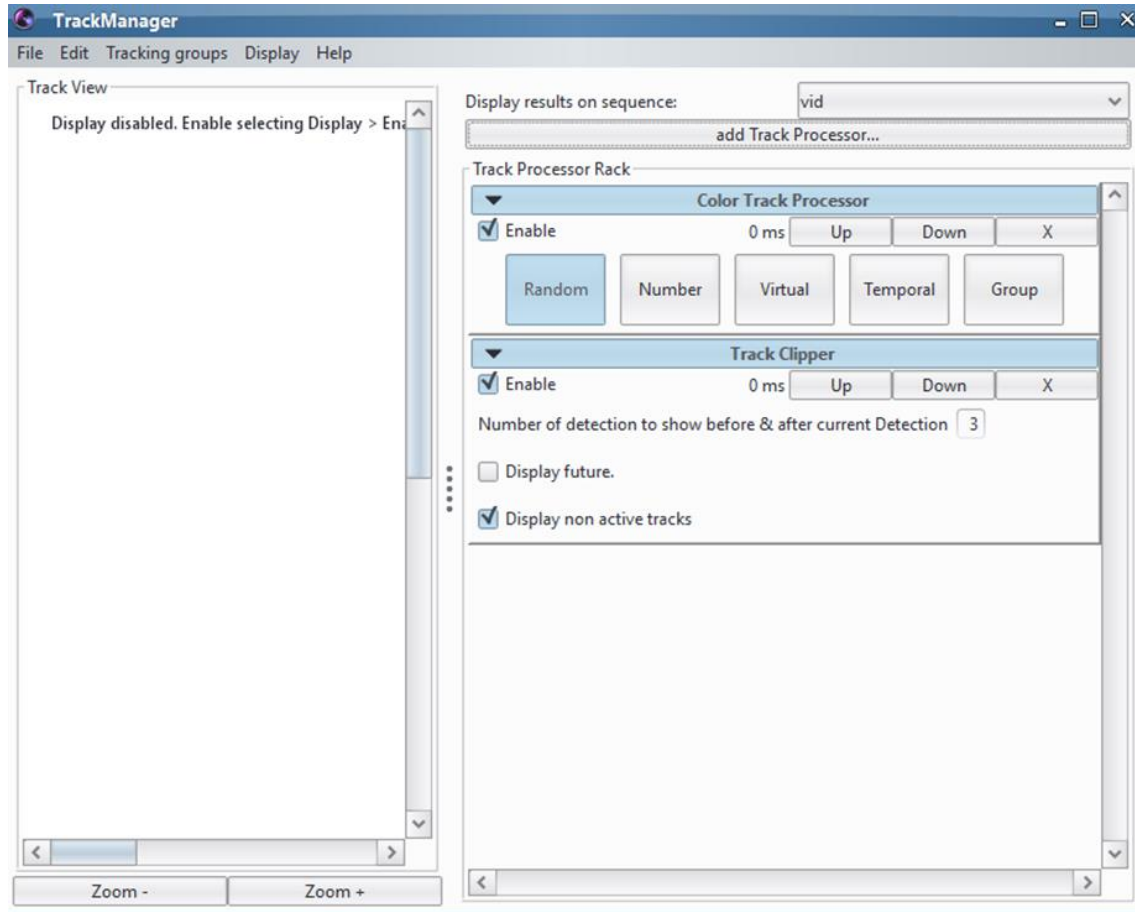 TrackManager
File Edit Tracking groups Display Help
Track View
Display disabled. Enable selecting Display >
Zoom - Zoom +
Display results on sequence: vid
add Track Processor...
Track Processor Rack
Color Track Processor
Enable 0 ms Up Down X
Random Number Virtual Temporal Group
Track Clipper
Enable 0 ms Up Down X
Number of detection to show before & after current Detection 3
Display future.
Display non active tracks